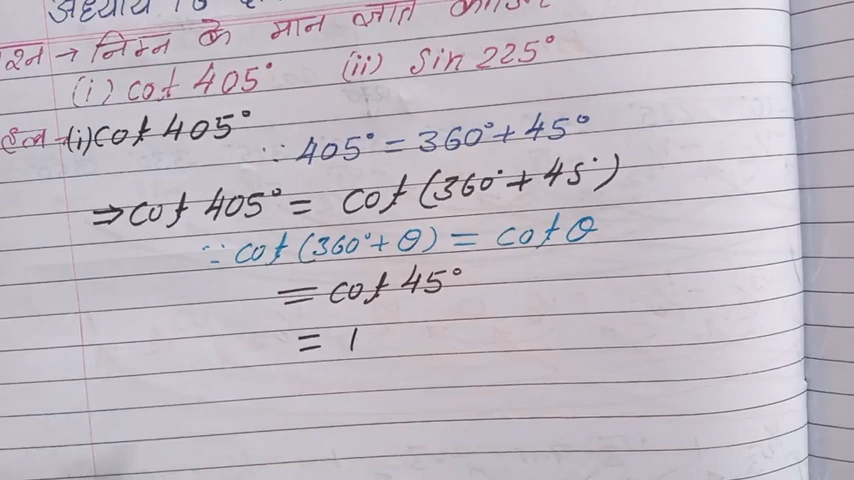 अध्याय
प्रश्न → निम्न के मान ज्ञात
(i) cot 405° (ii) Sin 225°
हल → (i) cot 405°
∵ 405° = 360° + 45°
⇒ cot 405° = cot (360° + 45°)
∵ cot (360° + θ) = cot θ
= cot 45°
= 1